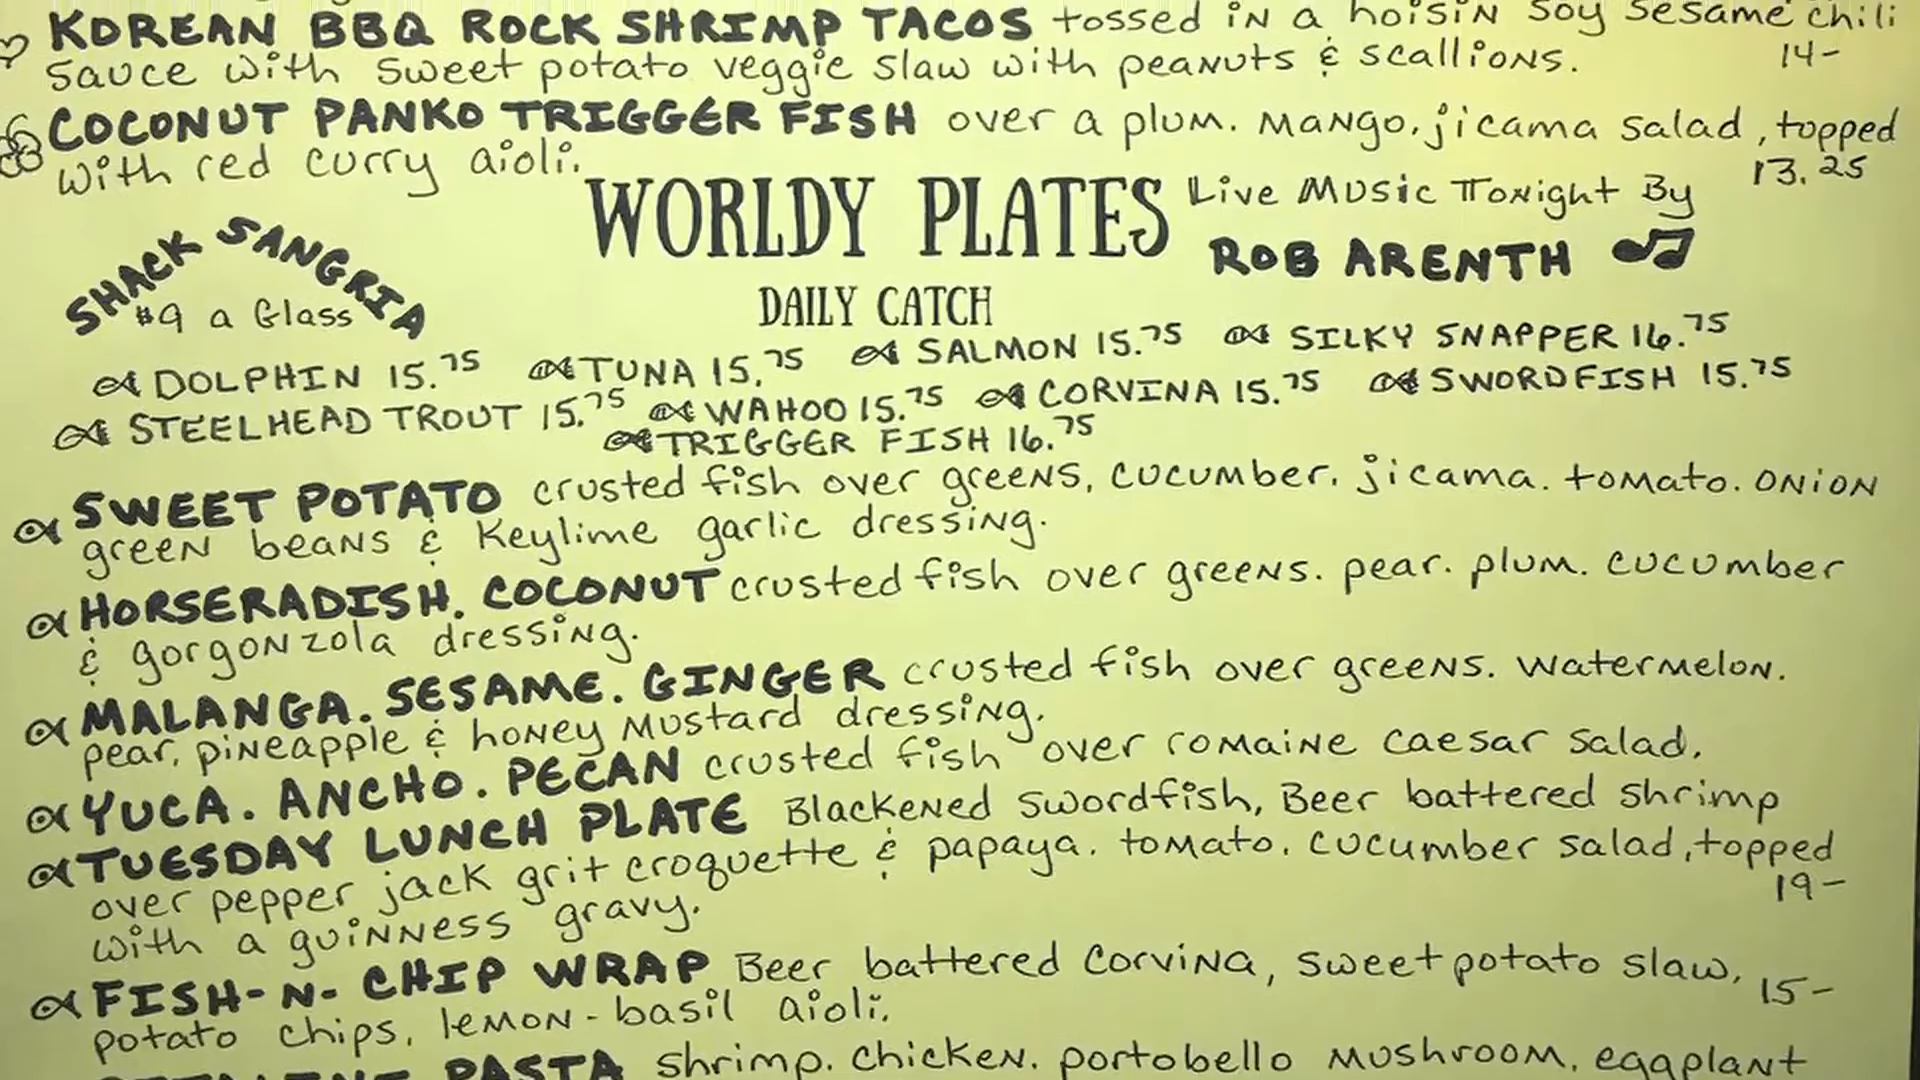 KOREAN BBQ ROCK SHRIMP TACOS tossed in a hoisin soy sesame chili
sauce with sweet potato veggie slaw with peanuts & scallions. 14-
COCONUT PANKO TRIGGER FISH over a plum. mango. jicama salad, topped
with red curry aioli. 13.25
SHACK SANGRIA
$9 a Glass
WORLDY PLATES
Live Music Tonight By
ROB ARENTH
DAILY CATCH
DOLPHIN 15.75 TUNA 15.75 SALMON 15.75 SILKY SNAPPER 16.75
STEELHEAD TROUT 15.75 WAHOO 15.75 CORVINA 15.75 SWORDFISH 15.75
TRIGGER FISH 16.75
SWEET POTATO crusted fish over greens, cucumber. jicama. tomato. onion
green beans & Keylime garlic dressing.
HORSERADISH. COCONUT crusted fish over greens. pear. plum. cucumber
& gorgonzola dressing.
MALANGA. SESAME. GINGER crusted fish over greens. watermelon.
pear, pineapple & honey mustard dressing.
YUCA. ANCHO. PECAN crusted fish over romaine caesar salad.
TUESDAY LUNCH PLATE Blackened swordfish, Beer battered shrimp
over pepper jack grit croquette & papaya. tomato. cucumber salad, topped
with a guinness gravy. 19-
FISH-N-CHIP WRAP Beer battered corvina, sweet potato slaw,
potato chips, lemon-basil aioli. 15-
PASTA shrimp. chicken. portobello mushroom. eggplant